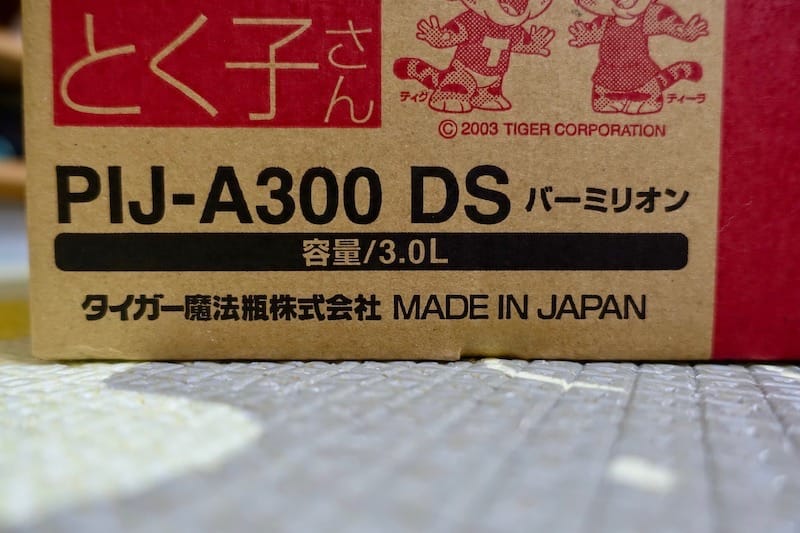 とく子さん
ティグ
ティーラ
© 2003 TIGER CORPORATION
PIJ-A300 DS バーミリオン
容量/3.0L
タイガー魔法瓶株式会社 MADE IN JAPAN